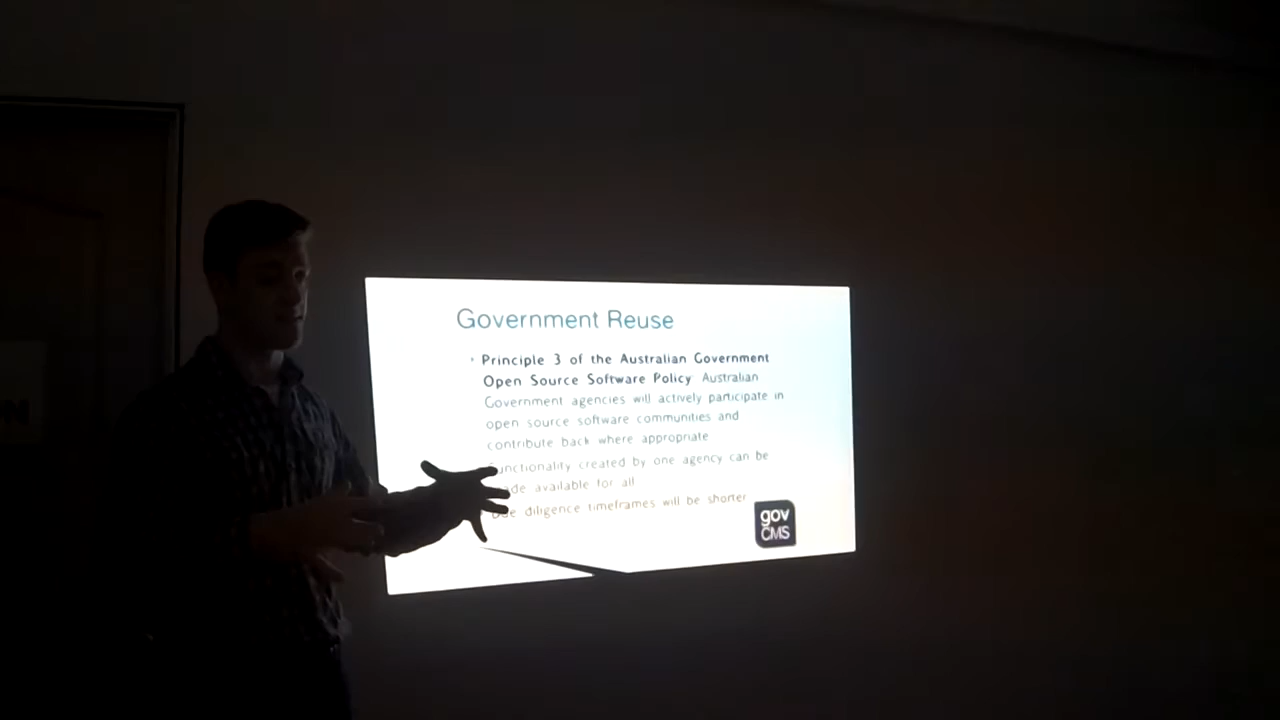 Government Reuse
Principle 3 of the Australian Government
Open Source Software Policy Australian
Government agencies will actively participate in
open source software communities and
contribute back where appropriate
created by one agency can be
available for all
diligence timeframes will be shorter
gov
CMS